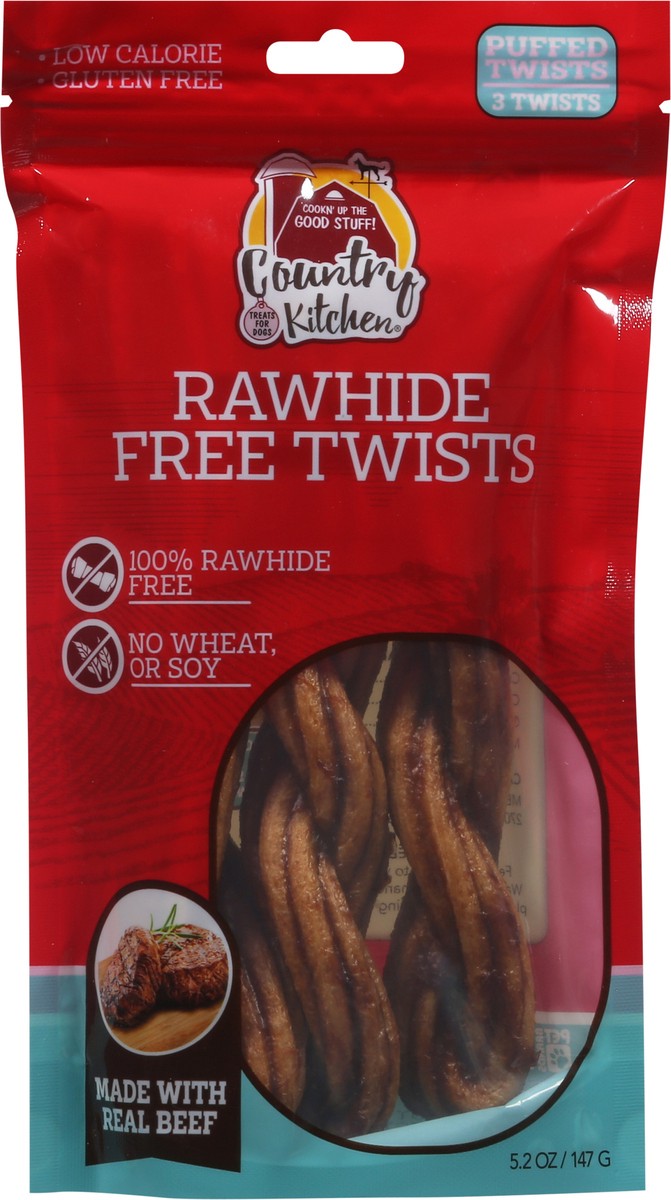 • LOW CALORIE
• GLUTEN FREE
PUFFED
TWISTS
3 TWISTS
COOKN' UP THE
GOOD STUFF!
Country
Kitchen®
TREATS
FOR
DOGS
RAWHIDE
FREE TWISTS
100% RAWHIDE
FREE
NO WHEAT,
OR SOY
MADE WITH
REAL BEEF
5.2 OZ / 147 G